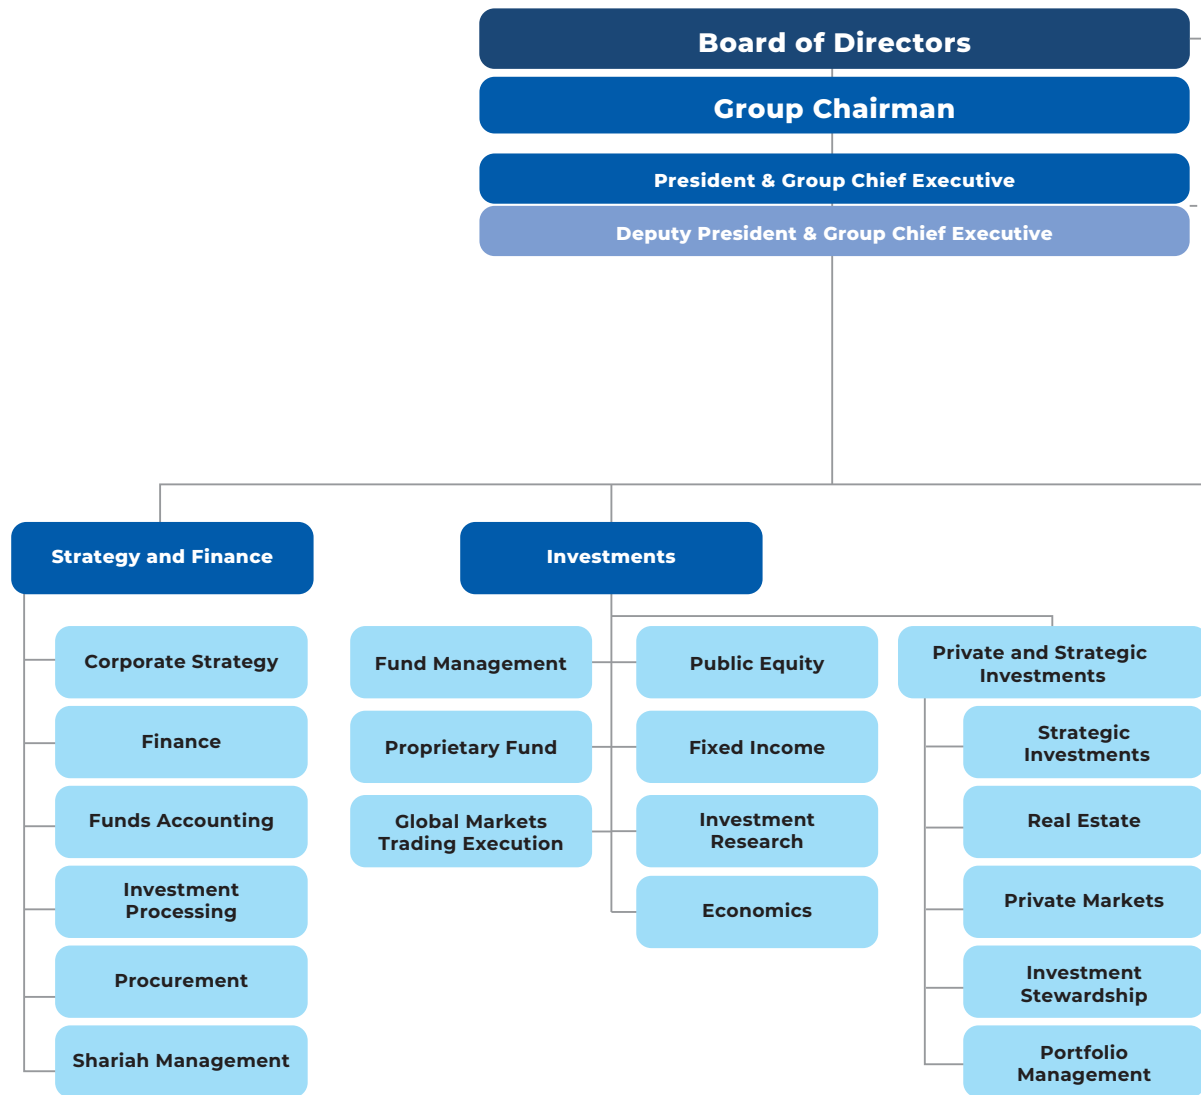 Board of Directors
Group Chairman
President & Group Chief Executive
Deputy President & Group Chief Executive
Strategy and Finance
Corporate Strategy
Finance
Funds Accounting
Investment
Processing
Procurement
Shariah Management
Investments
Fund Management
Proprietary Fund
Global Markets
Trading Execution
Public Equity
Fixed Income
Investment
Research
Economics
Private and Strategic
Investments
Strategic
Investments
Real Estate
Private Markets
Investment
Stewardship
Portfolio
Management